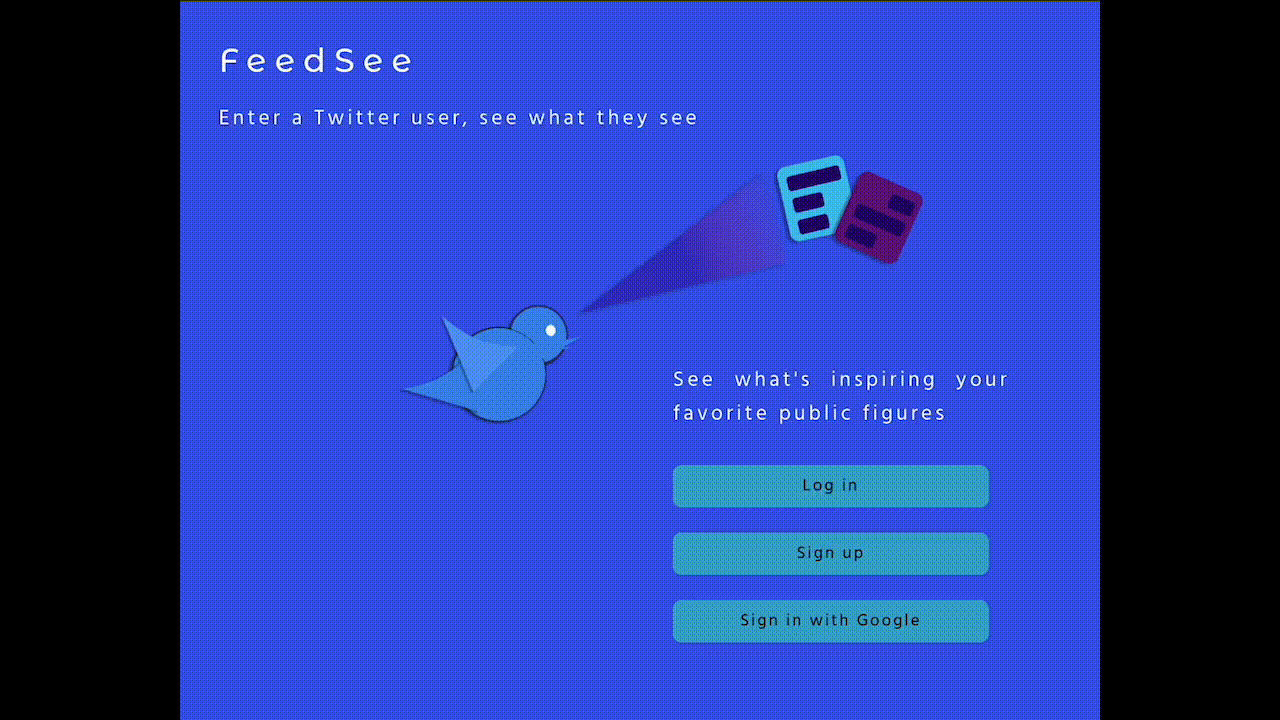 FeedSee
Enter a Twitter user, see what they see
See what's inspiring your
favorite public figures
Log in
Sign up
Sign in with Google